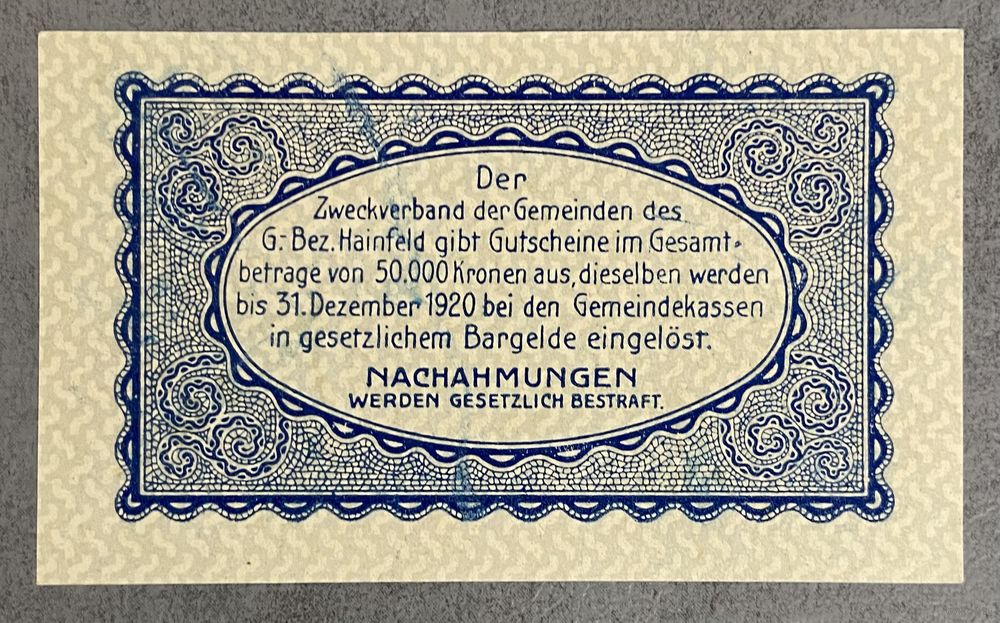 Der
Zweckverband der Gemeinden des
G.-Bez. Hainfeld gibt Gutscheine im Gesamt-
betrage von 50.000 Kronen aus, dieselben werden
bis 31. Dezember 1920 bei den Gemeindekassen
in gesetzlichem Bargelde eingelöst.
NACHAHMUNGEN
WERDEN GESETZLICH BESTRAFT.